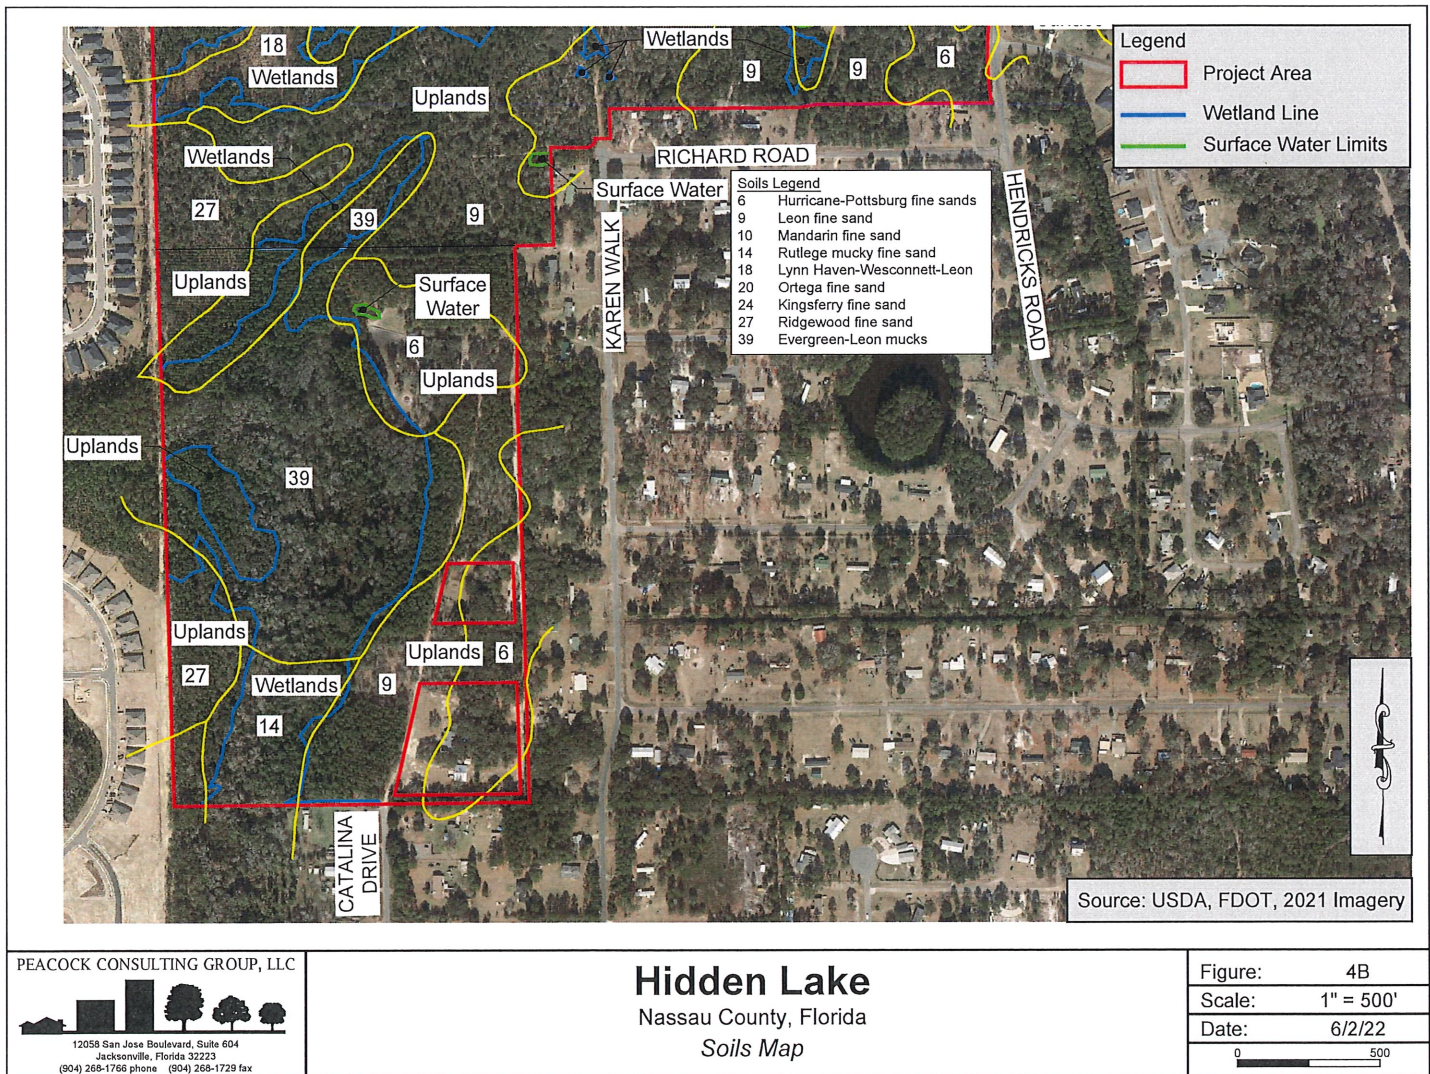 Surface
18
Wetlands
Wetlands
9
9
6
Uplands
Wetlands
RICHARD ROAD
Surface Water
27
39
9
Uplands
Surface
Water
KAREN WALK
HENDRICKS ROAD
6
Uplands
Uplands
39
Uplands
27
Wetlands
14
9
Uplands
6
CATALINA
DRIVE
Legend
Project Area
Wetland Line
Surface Water Limits
Soils Legend
6 Hurricane-Pottsburg fine sands
9 Leon fine sand
10 Mandarin fine sand
14 Rutlege mucky fine sand
18 Lynn Haven-Wesconnett-Leon
20 Ortega fine sand
24 Kingsferry fine sand
27 Ridgewood fine sand
39 Evergreen-Leon mucks
Source: USDA, FDOT, 2021 Imagery
PEACOCK CONSULTING GROUP, LLC
12058 San Jose Boulevard, Suite 604
Jacksonville, Florida 32223
(904) 268-1766 phone (904) 268-1729 fax
Hidden Lake
Nassau County, Florida
Soils Map
Figure: 4B
Scale: 1" = 500'
Date: 6/2/22
0 500